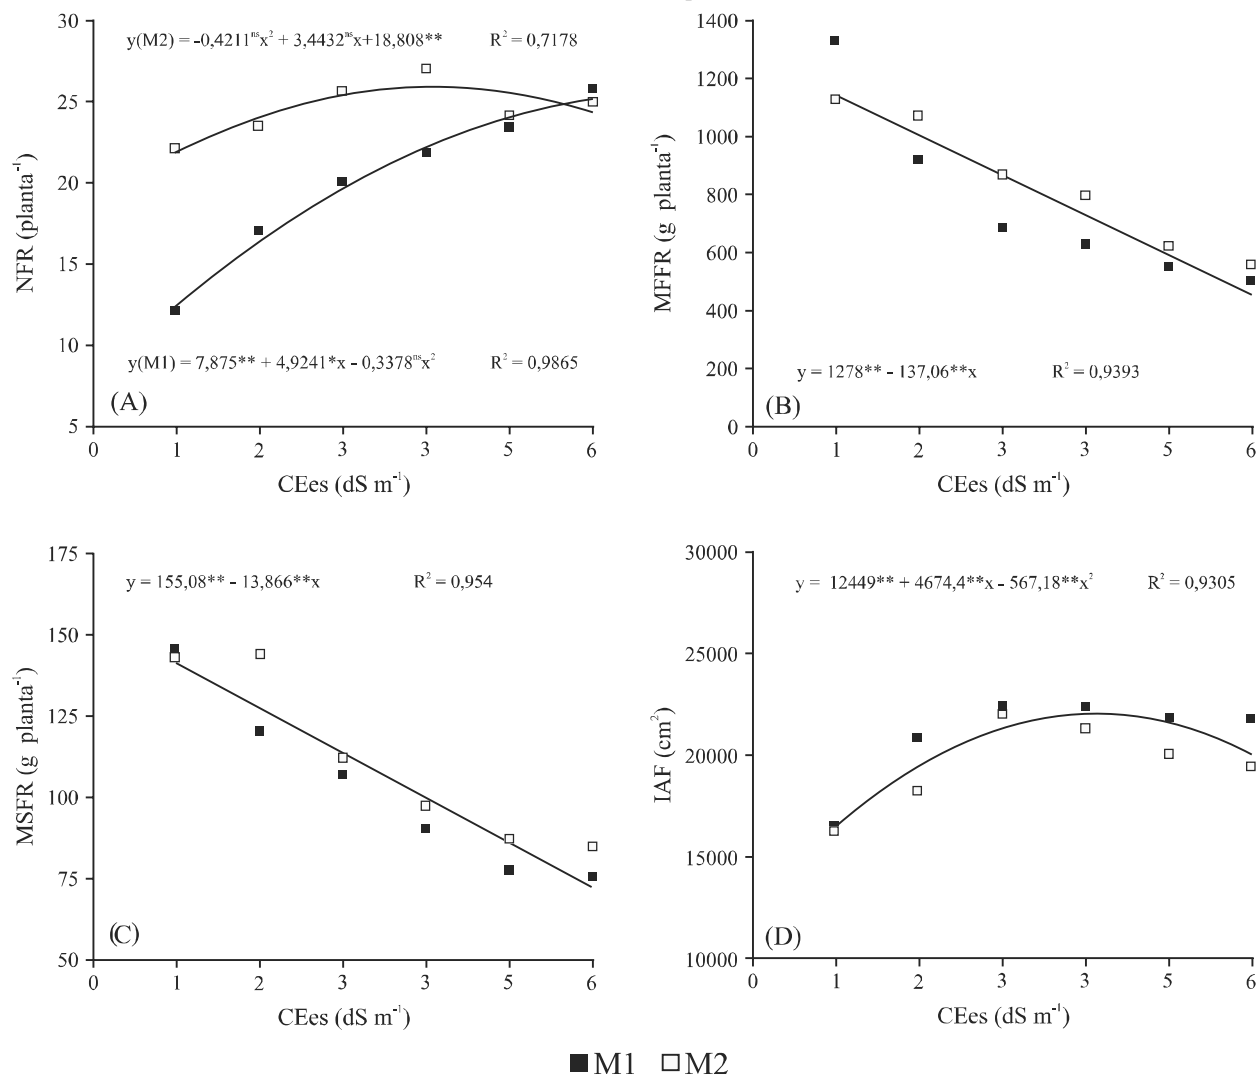 y(M2) = -0,4211ⁿˢx² + 3,4432ⁿˢx+18,808** R² = 0,7178
30
25
20
15
10
5
NFR (planta⁻¹)
y(M1) = 7,875** + 4,9241*x - 0,3378ⁿˢx² R² = 0,9865
(A)
0 1 2 3 3 5 6
CEes (dS m⁻¹)
1400
1200
1000
800
600
400
200
0
MFFR (g planta⁻¹)
y = 1278** - 137,06**x R² = 0,9393
(B)
0 1 2 3 3 5 6
CEes (dS m⁻¹)
175
150
125
100
75
50
MSFR (g planta⁻¹)
y = 155,08** - 13,866**x R² = 0,954
(C)
0 1 2 3 3 5 6
CEes (dS m⁻¹)
30000
25000
20000
15000
10000
IAF (cm²)
y = 12449** + 4674,4**x - 567,18**x² R² = 0,9305
(D)
0 1 2 3 3 5 6
CEes (dS m⁻¹)
M1 M2